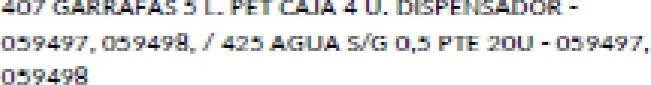 407 GARRAFAS 5 L. PET CAJA 4 U. DISPENSADOR -
059497, 059498, / 425 AGUA S/G 0,5 PTE 20U - 059497,
059498